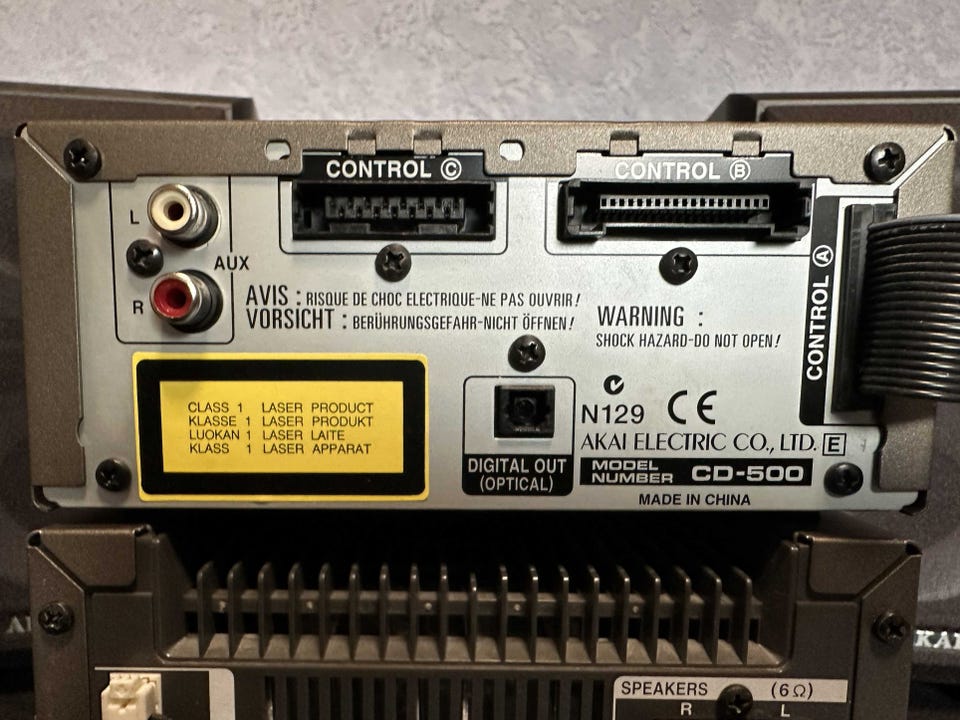 CONTROL Ⓒ
CONTROL Ⓑ
L
AUX
R
CONTROL Ⓐ
AVIS : RISQUE DE CHOC ELECTRIQUE-NE PAS OUVRIR!
VORSICHT : BERÜHRUNGSGEFAHR-NICHT ÖFFNEN!
WARNING :
SHOCK HAZARD-DO NOT OPEN!
CLASS 1 LASER PRODUCT
KLASSE 1 LASER PRODUKT
LUOKAN 1 LASER LAITE
KLASS 1 LASER APPARAT
DIGITAL OUT
(OPTICAL)
N129 CE
AKAI ELECTRIC CO., LTD. E
MODEL NUMBER CD-500
MADE IN CHINA
SPEAKERS (6Ω)
R L